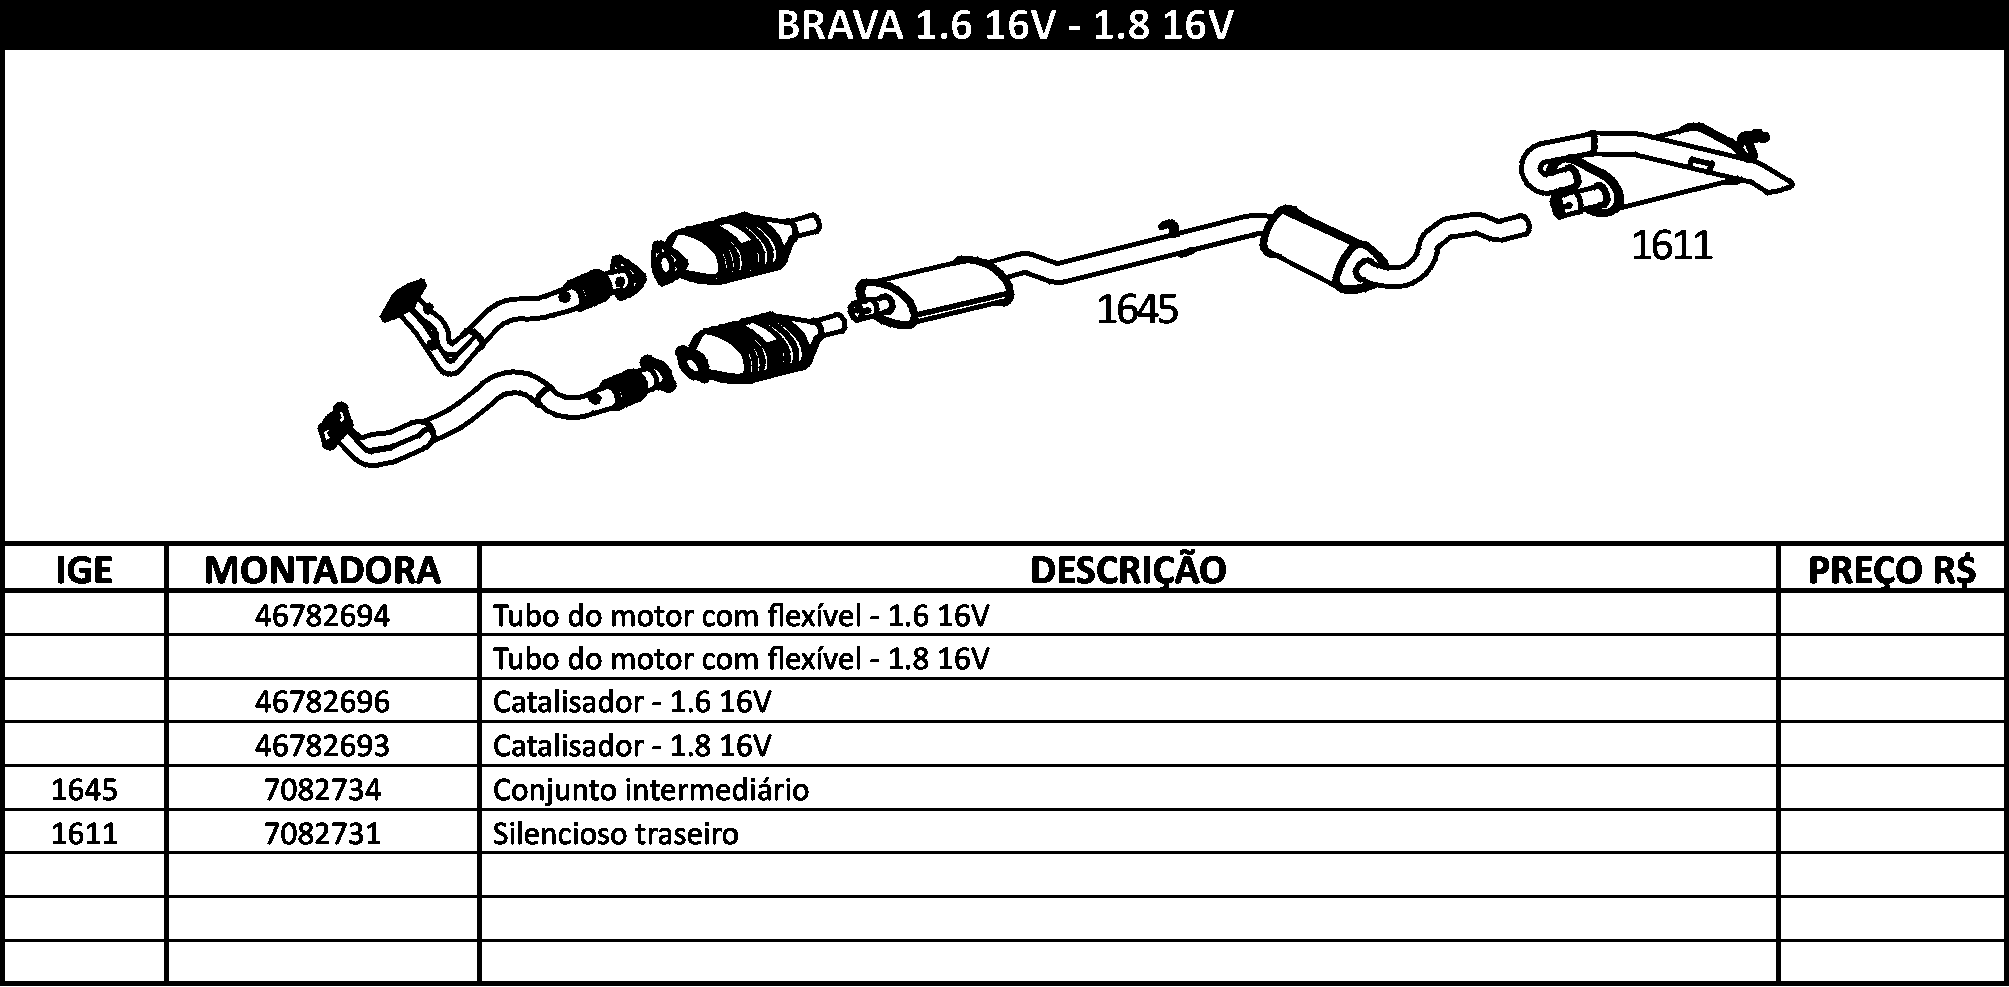 BRAVA 1.6 16V - 1.8 16V
1611
1645
IGE MONTADORA DESCRIÇÃO PREÇO R$
46782694 Tubo do motor com flexível - 1.6 16V
Tubo do motor com flexível - 1.8 16V
46782696 Catalisador - 1.6 16V
46782693 Catalisador - 1.8 16V
1645 7082734 Conjunto intermediário
1611 7082731 Silencioso traseiro